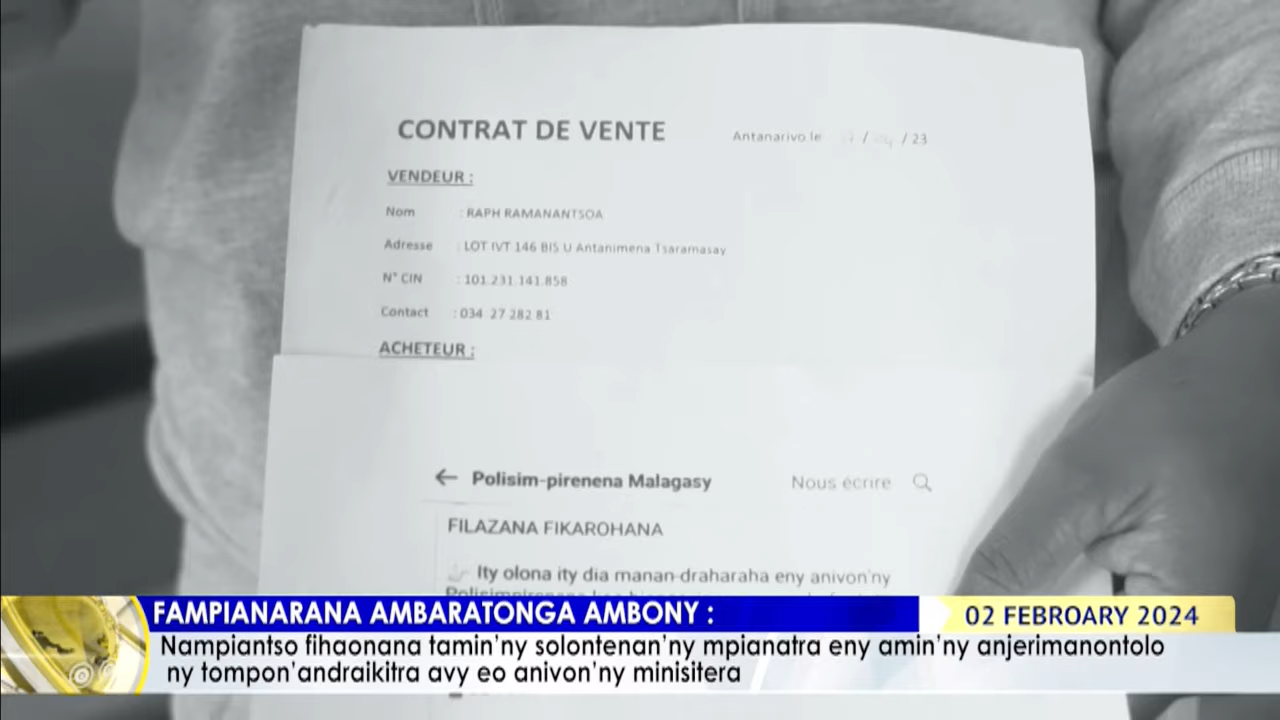 CONTRAT DE VENTE
Antanarivo le / / 23
VENDEUR :
Nom : RAPH RAMANANTSOA
Adresse : LOT IVT 146 BIS U Antanimena Tsaramasay
N° CIN : 101.231.141.858
Contact : 034 27 282 81
ACHETEUR :
← Polisim-pirenena Malagasy Nous écrire
FILAZANA FIKAROHANA
Ity olona ity dia manan-draharaha eny anivon'ny
FAMPIANARANA AMBARATONGA AMBONY :
02 FEBROARY 2024
Nampiantso fihaonana tamin'ny solontenan'ny mpianatra eny amin'ny anjerimanontolo
ny tompon'andraikitra avy eo anivon'ny minisitera